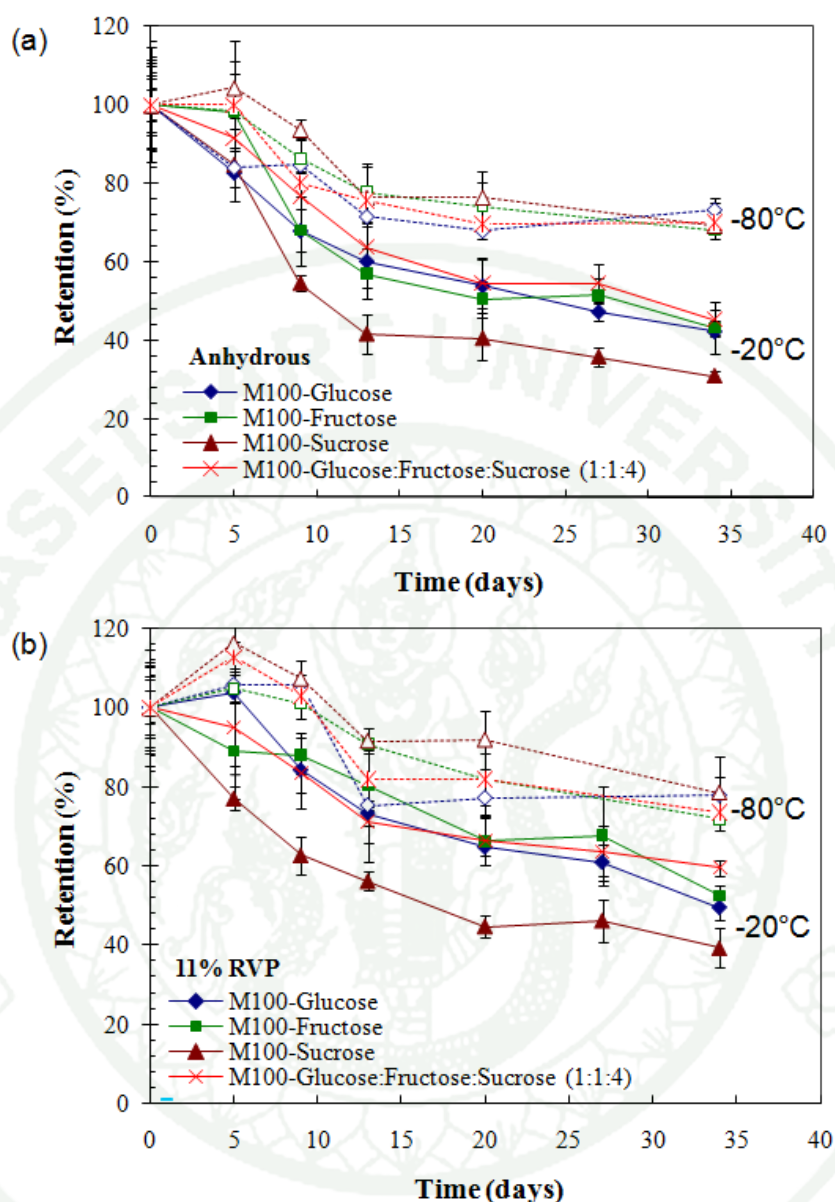 (a)
120
100
80
60
40
20
0
Retention (%)
-80°C
-20°C
Anhydrous
M100-Glucose
M100-Fructose
M100-Sucrose
M100-Glucose:Fructose:Sucrose (1:1:4)
0 5 10 15 20 25 30 35 40
Time (days)
KASETSART UNIVERSITY
(b)
120
100
80
60
40
20
0
Retention (%)
-80°C
-20°C
11% RVP
M100-Glucose
M100-Fructose
M100-Sucrose
M100-Glucose:Fructose:Sucrose (1:1:4)
0 5 10 15 20 25 30 35 40
Time (days)